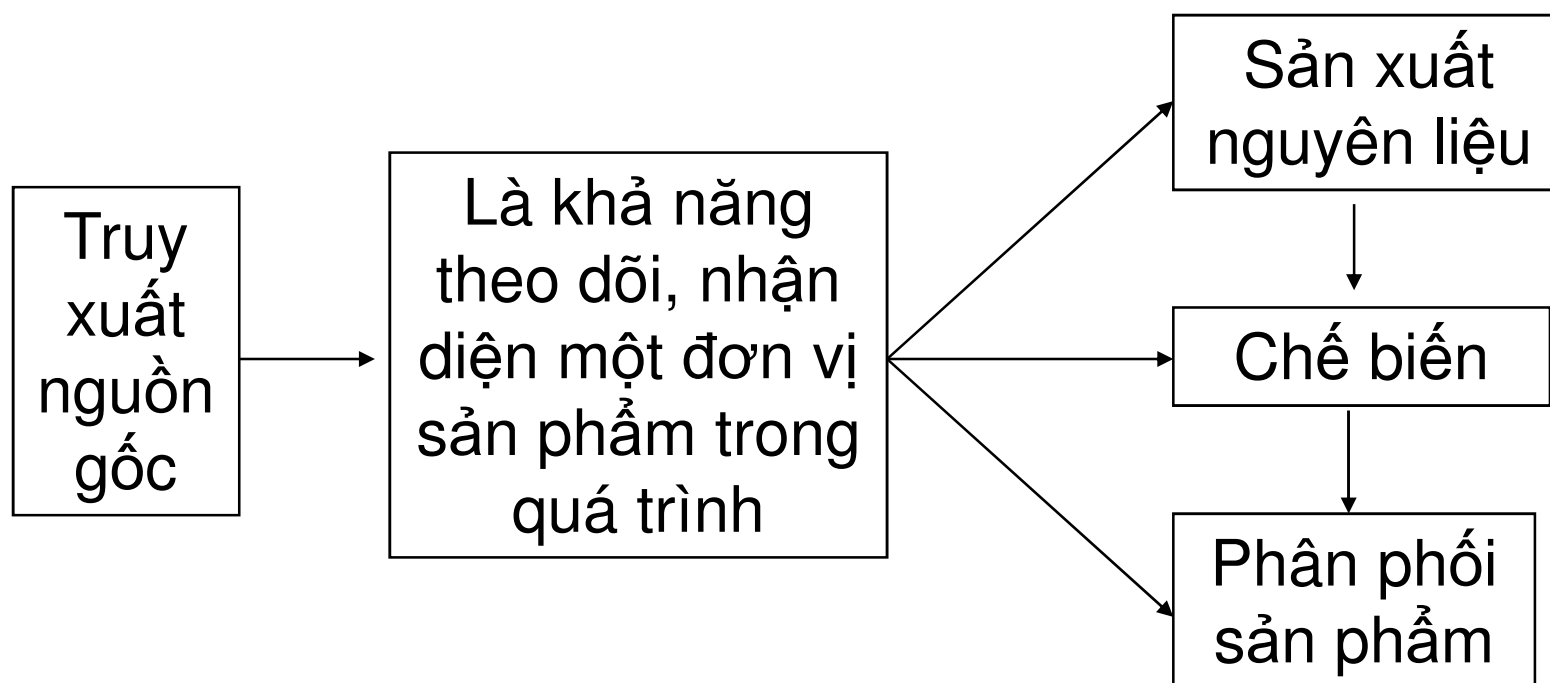 Truy
xuất
nguồn
gốc
Là khả năng
theo dõi, nhận
diện một đơn vị
sản phẩm trong
quá trình
Sản xuất
nguyên liệu
Chế biến
Phân phối
sản phẩm